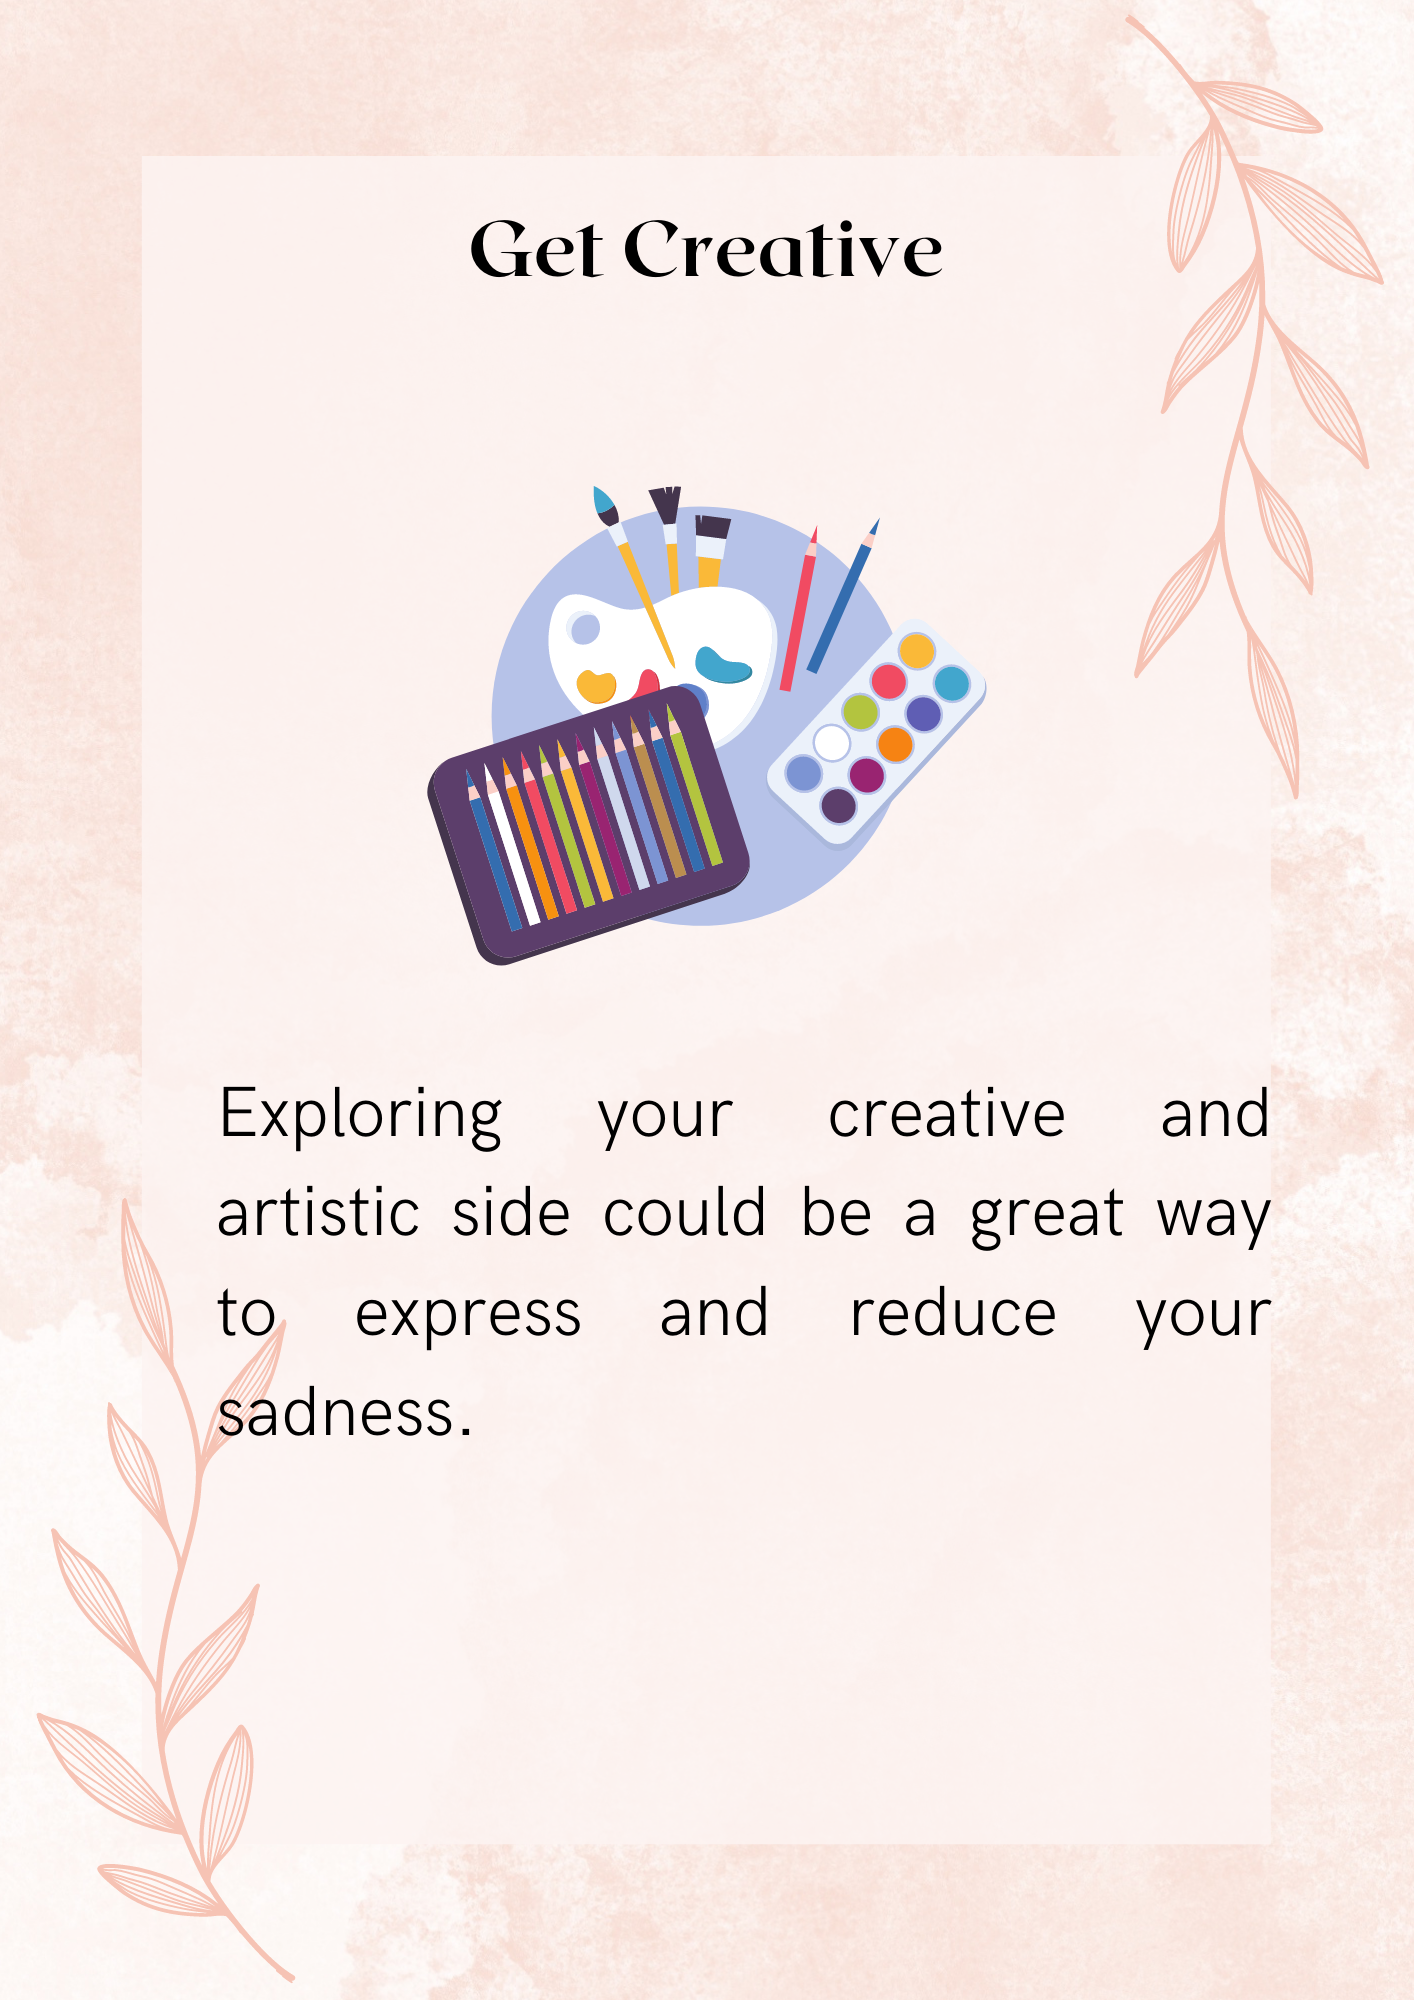 Get Creative
Exploring your creative and
artistic side could be a great way
to express and reduce your
sadness.